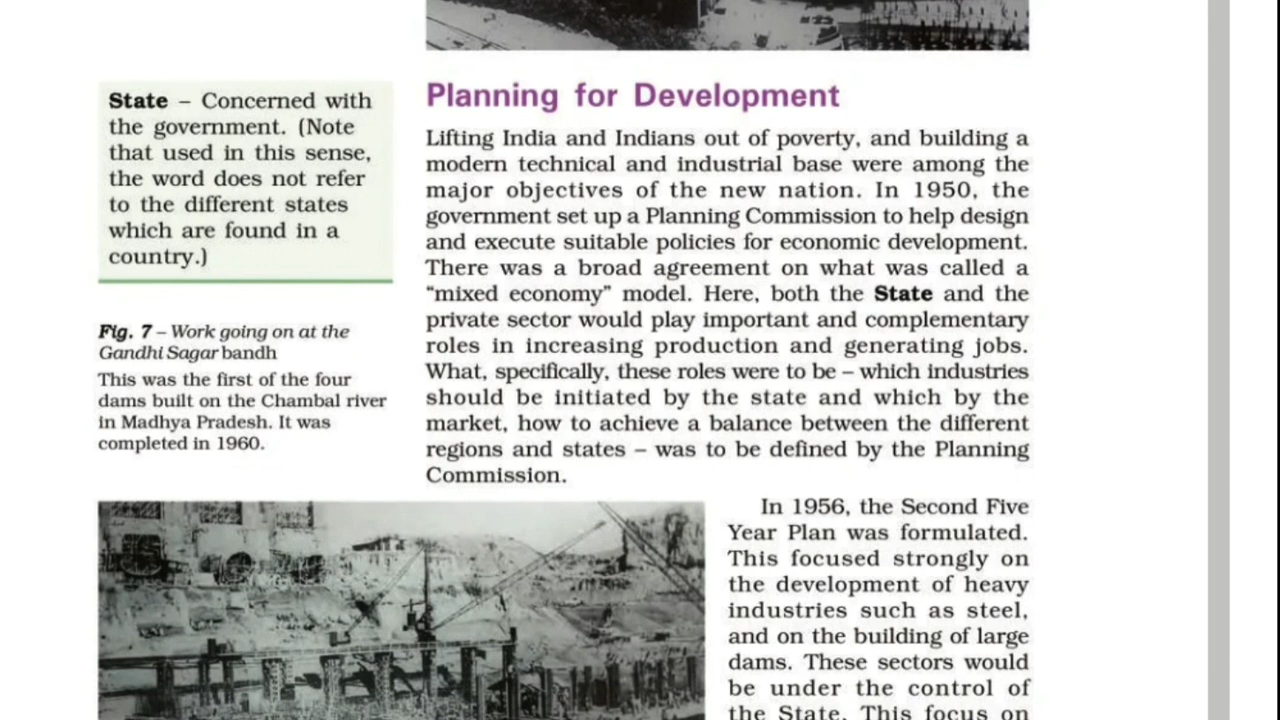 State – Concerned with
the government. (Note
that used in this sense,
the word does not refer
to the different states
which are found in a
country.)
Fig. 7 – Work going on at the
Gandhi Sagar bandh
This was the first of the four
dams built on the Chambal river
in Madhya Pradesh. It was
completed in 1960.
Planning for Development
Lifting India and Indians out of poverty, and building a
modern technical and industrial base were among the
major objectives of the new nation. In 1950, the
government set up a Planning Commission to help design
and execute suitable policies for economic development.
There was a broad agreement on what was called a
“mixed economy” model. Here, both the State and the
private sector would play important and complementary
roles in increasing production and generating jobs.
What, specifically, these roles were to be – which industries
should be initiated by the state and which by the
market, how to achieve a balance between the different
regions and states – was to be defined by the Planning
Commission.
In 1956, the Second Five
Year Plan was formulated.
This focused strongly on
the development of heavy
industries such as steel,
and on the building of large
dams. These sectors would
be under the control of
the State. This focus on